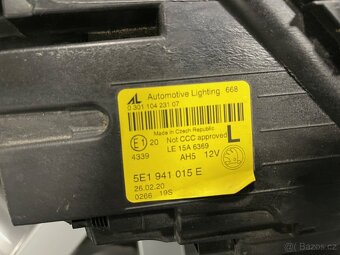 AL Automotive Lighting 668
0 301 104 231 07
Made in Czech Republic
E1 20 Not CCC approved L
LE 15A 6369
4339 AH5 12V
5E1 941 015 E
26.02.20
0266 19S
bazos.cz